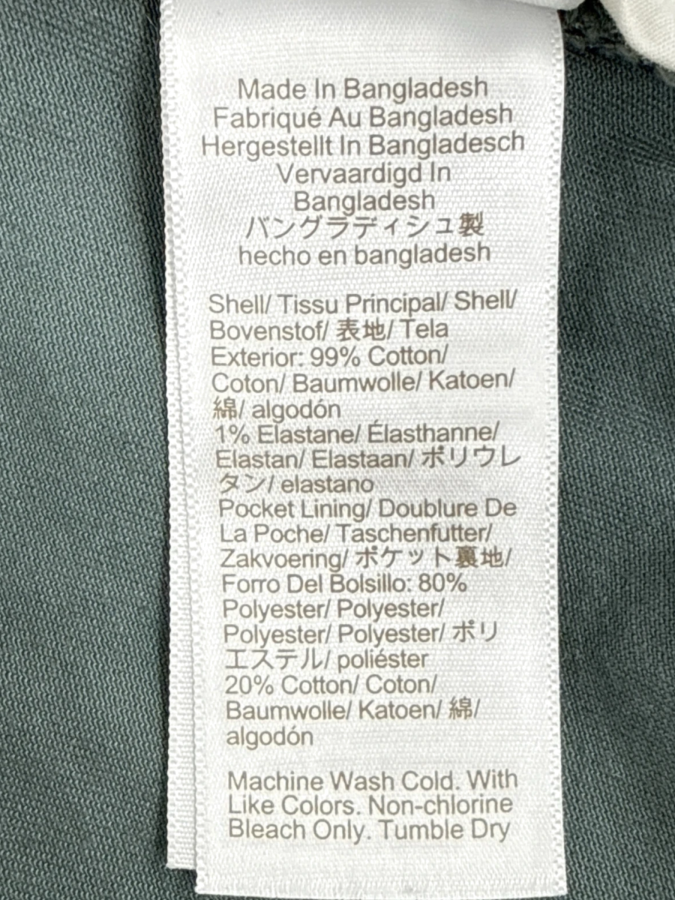 Made In Bangladesh
Fabriqué Au Bangladesh
Hergestellt In Bangladesch
Vervaardigd In
Bangladesh
バングラディシュ製
hecho en bangladesh
Shell/ Tissu Principal/ Shell/
Bovenstof/ 表地/ Tela
Exterior: 99% Cotton/
Coton/ Baumwolle/ Katoen/
綿/ algodón
1% Elastane/ Élasthanne/
Elastan/ Elastaan/ ポリウレ
タン/ elastano
Pocket Lining/ Doublure De
La Poche/ Taschenfutter/
Zakvoering/ ポケット裏地/
Forro Del Bolsillo: 80%
Polyester/ Polyester/
Polyester/ Polyester/ ポリ
エステル/ poliéster
20% Cotton/ Coton/
Baumwolle/ Katoen/ 綿/
algodón
Machine Wash Cold. With
Like Colors. Non-chlorine
Bleach Only. Tumble Dry